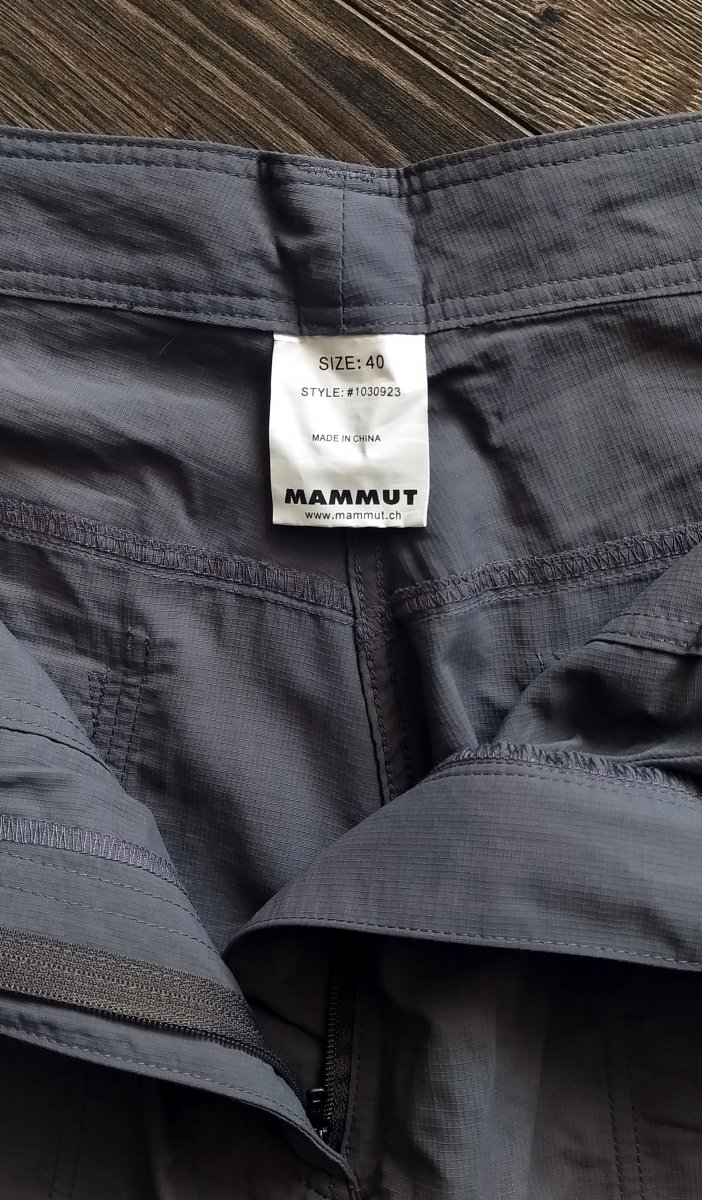 SIZE: 40
STYLE: #1030923
MADE IN CHINA
MAMMUT
www.mammut.ch